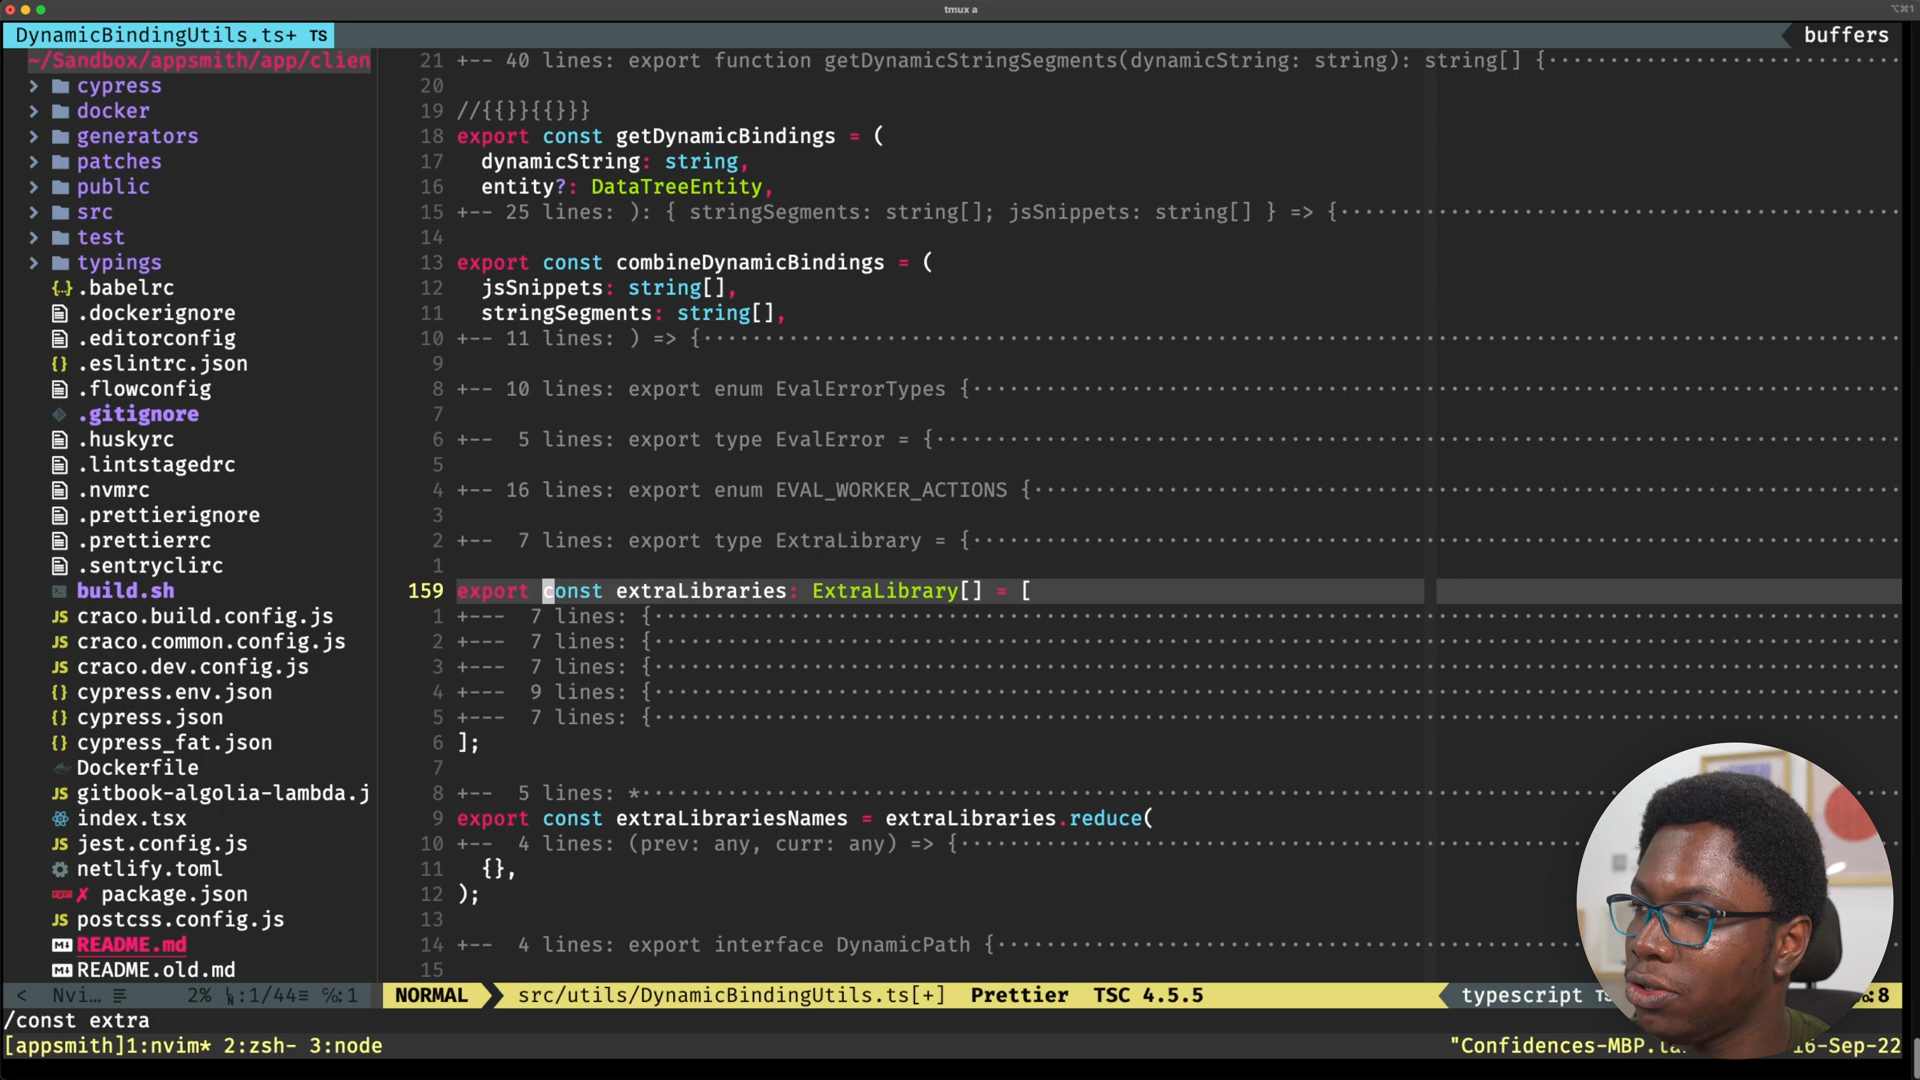 tmux a
⌥⌘1
DynamicBindingUtils.ts+ TS
buffers
~/Sandbox/appsmith/app/clien
cypress
docker
generators
patches
public
src
test
typings
.babelrc
.dockerignore
.editorconfig
.eslintrc.json
.flowconfig
.gitignore
.huskyrc
.lintstagedrc
.nvmrc
.prettierignore
.prettierrc
.sentryclirc
build.sh
craco.build.config.js
craco.common.config.js
craco.dev.config.js
cypress.env.json
cypress.json
cypress_fat.json
Dockerfile
gitbook-algolia-lambda.j
index.tsx
jest.config.js
netlify.toml
✗ package.json
postcss.config.js
README.md
README.old.md
21 +-- 40 lines: export function getDynamicStringSegments(dynamicString: string): string[] {
20
19 //{{}}{{}}}
18 export const getDynamicBindings = (
17 dynamicString: string,
16 entity?: DataTreeEntity,
15 +-- 25 lines: ): { stringSegments: string[]; jsSnippets: string[] } => {
14
13 export const combineDynamicBindings = (
12 jsSnippets: string[],
11 stringSegments: string[],
10 +-- 11 lines: ) => {
9
8 +-- 10 lines: export enum EvalErrorTypes {
7
6 +-- 5 lines: export type EvalError = {
5
4 +-- 16 lines: export enum EVAL_WORKER_ACTIONS {
3
2 +-- 7 lines: export type ExtraLibrary = {
1
159 export const extraLibraries: ExtraLibrary[] = [
1 +--- 7 lines: {
2 +--- 7 lines: {
3 +--- 7 lines: {
4 +--- 9 lines: {
5 +--- 7 lines: {
6 ];
7
8 +-- 5 lines: *
9 export const extraLibrariesNames = extraLibraries.reduce(
10 +-- 4 lines: (prev: any, curr: any) => {
11 {},
12 );
13
14 +-- 4 lines: export interface DynamicPath {
15
< Nvi… 2% :1/44 ℅:1
NORMAL src/utils/DynamicBindingUtils.ts[+] Prettier TSC 4.5.5 typescript :8
/const extra
[appsmith]1:nvim* 2:zsh- 3:node
"Confidences-MBP.la 16-Sep-22